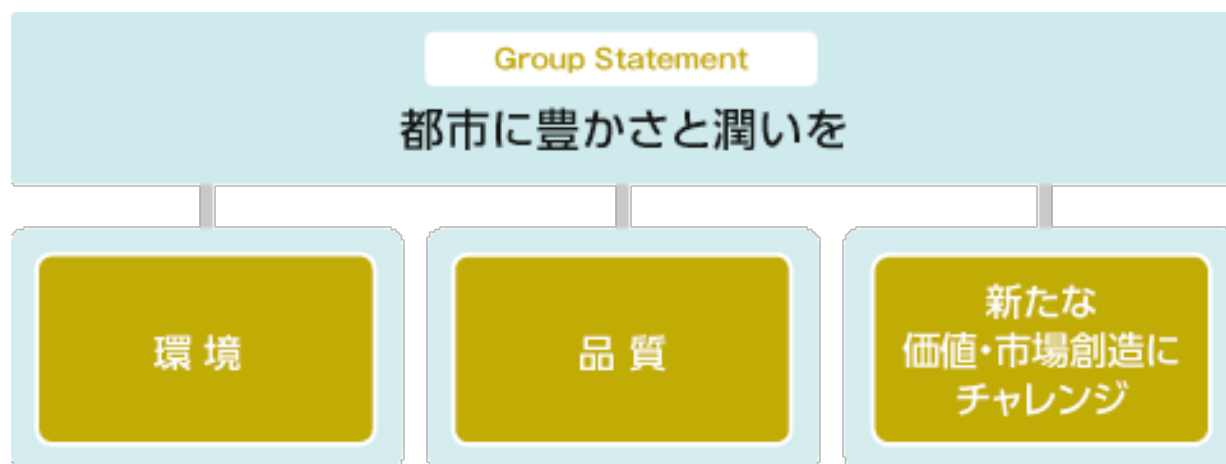 Group Statement
都市に豊かさと潤いを
環境
品質
新たな
価値・市場創造に
チャレンジ